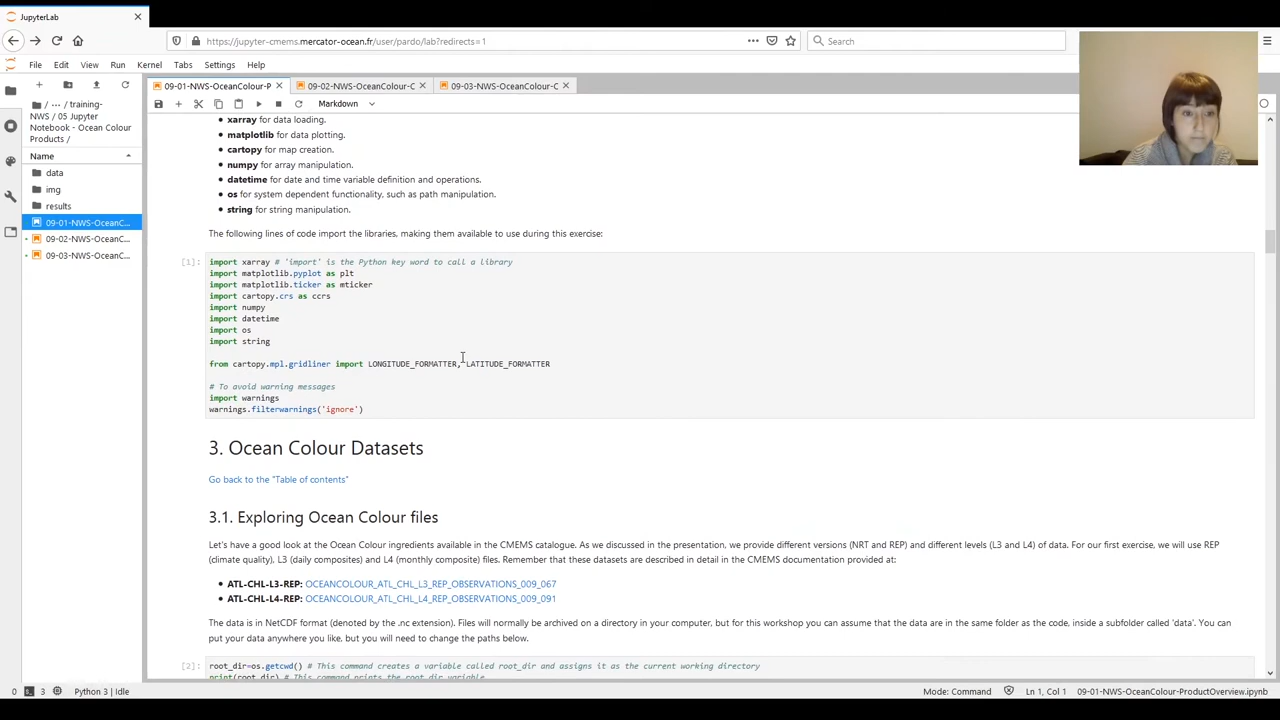 JupyterLab
https://jupyter-cmems.mercator-ocean.fr/user/pardo/lab?redirects=1
Search
File Edit View Run Kernel Tabs Settings Help
09-01-NWS-OceanColour-P
09-02-NWS-OceanColour-C
09-03-NWS-OceanColour-C
Markdown
/ ··· / training-
NWS / 05 Jupyter
Notebook - Ocean Colour
Products /
Name
data
img
results
09-01-NWS-OceanC...
09-02-NWS-OceanC...
09-03-NWS-OceanC...
• xarray for data loading.
• matplotlib for data plotting.
• cartopy for map creation.
• numpy for array manipulation.
• datetime for date and time variable definition and operations.
• os for system dependent functionality, such as path manipulation.
• string for string manipulation.
The following lines of code import the libraries, making them available to use during this exercise:
[1]:
import xarray # 'import' is the Python key word to call a library
import matplotlib.pyplot as plt
import matplotlib.ticker as mticker
import cartopy.crs as ccrs
import numpy
import datetime
import os
import string
from cartopy.mpl.gridliner import LONGITUDE_FORMATTER, LATITUDE_FORMATTER
# To avoid warning messages
import warnings
warnings.filterwarnings('ignore')
3. Ocean Colour Datasets
Go back to the "Table of contents"
3.1. Exploring Ocean Colour files
Let's have a good look at the Ocean Colour ingredients available in the CMEMS catalogue. As we discussed in the presentation, we provide different versions (NRT and REP) and different levels (L3 and L4) of data. For our first exercise, we will use REP
(climate quality), L3 (daily composites) and L4 (monthly composite) files. Remember that these datasets are described in detail in the CMEMS documentation provided at:
• ATL-CHL-L3-REP: OCEANCOLOUR_ATL_CHL_L3_REP_OBSERVATIONS_009_067
• ATL-CHL-L4-REP: OCEANCOLOUR_ATL_CHL_L4_REP_OBSERVATIONS_009_091
The data is in NetCDF format (denoted by the .nc extension). Files will normally be archived on a directory in your computer, but for this workshop you can assume that the data are in the same folder as the code, inside a subfolder called 'data'. You can
put your data anywhere you like, but you will need to change the paths below.
[2]:
root_dir=os.getcwd() # This command creates a variable called root_dir and assigns it as the current working directory
print(root_dir) # This command prints the root_dir variable
0 3 Python 3 | Idle
Mode: Command Ln 1, Col 1 09-01-NWS-OceanColour-ProductOverview.ipynb